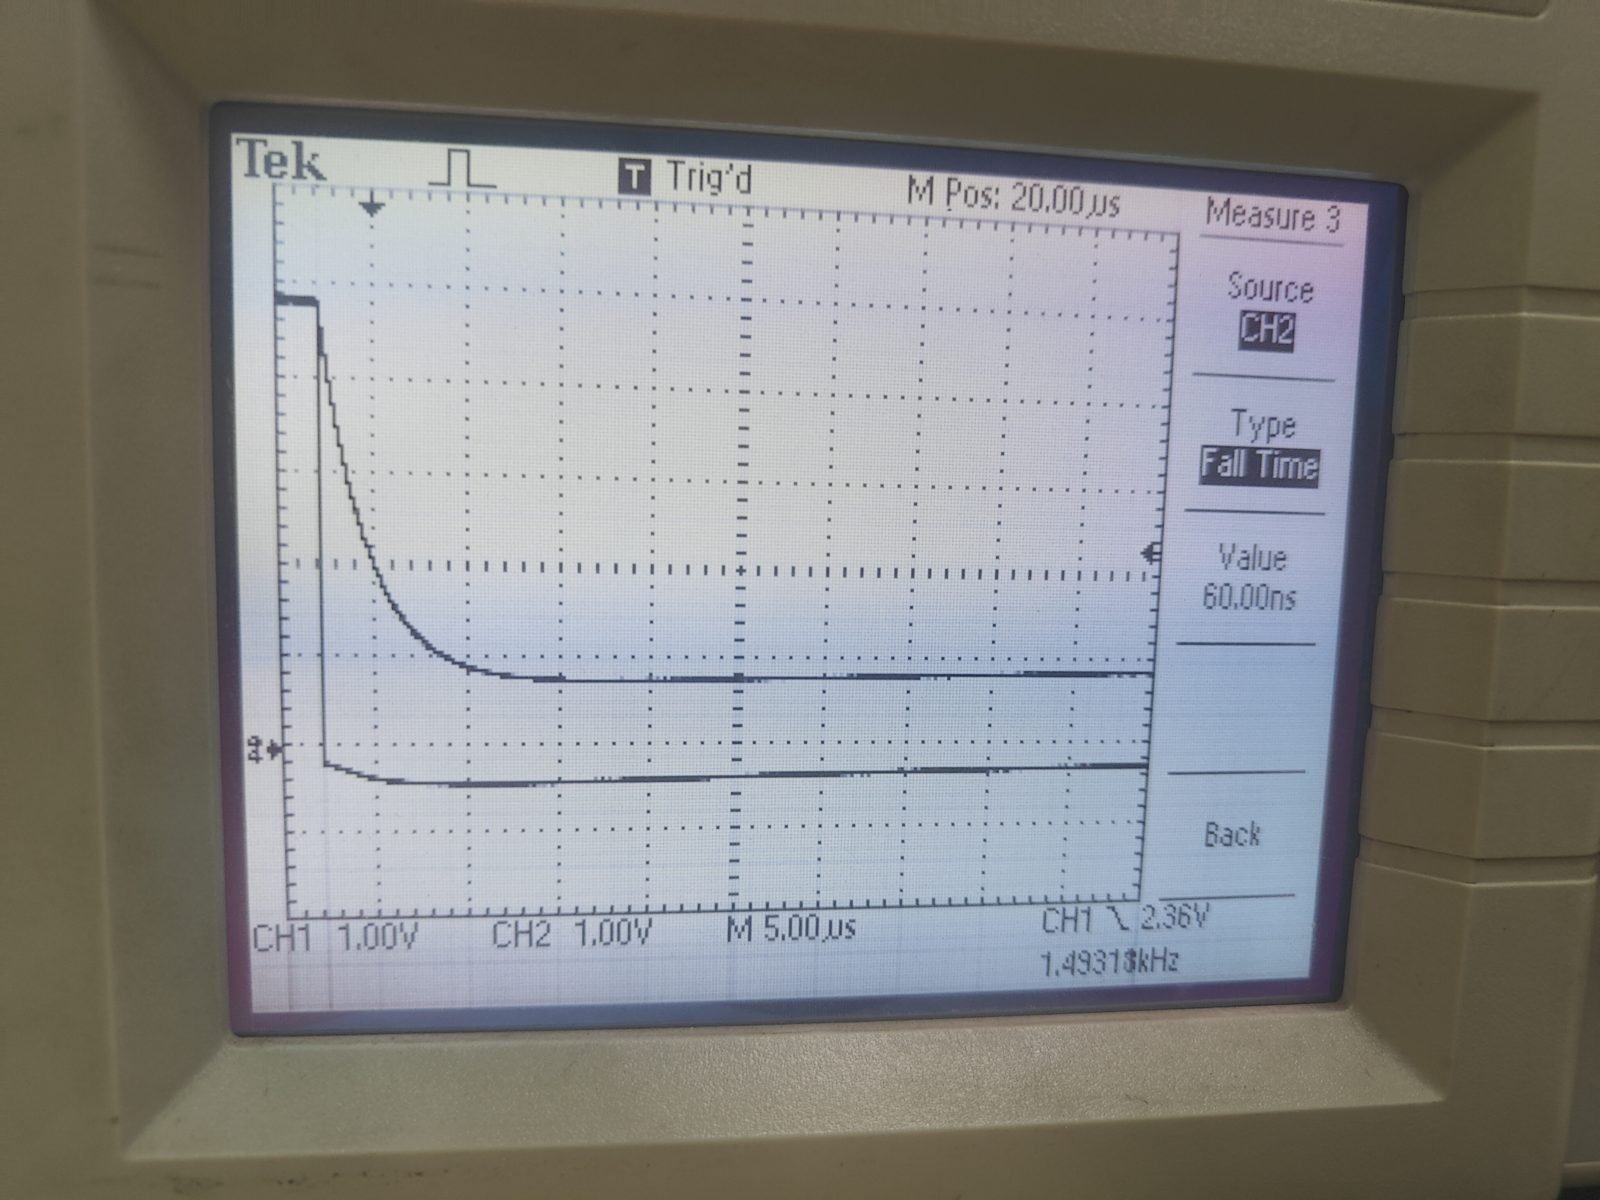 Tek T Trig'd M Pos: 20.00µs Measure 3
Source
CH2
Type
Fall Time
Value
60.00ns
Back
CH1 1.00V CH2 1.00V M 5.00µs CH1 2.36V